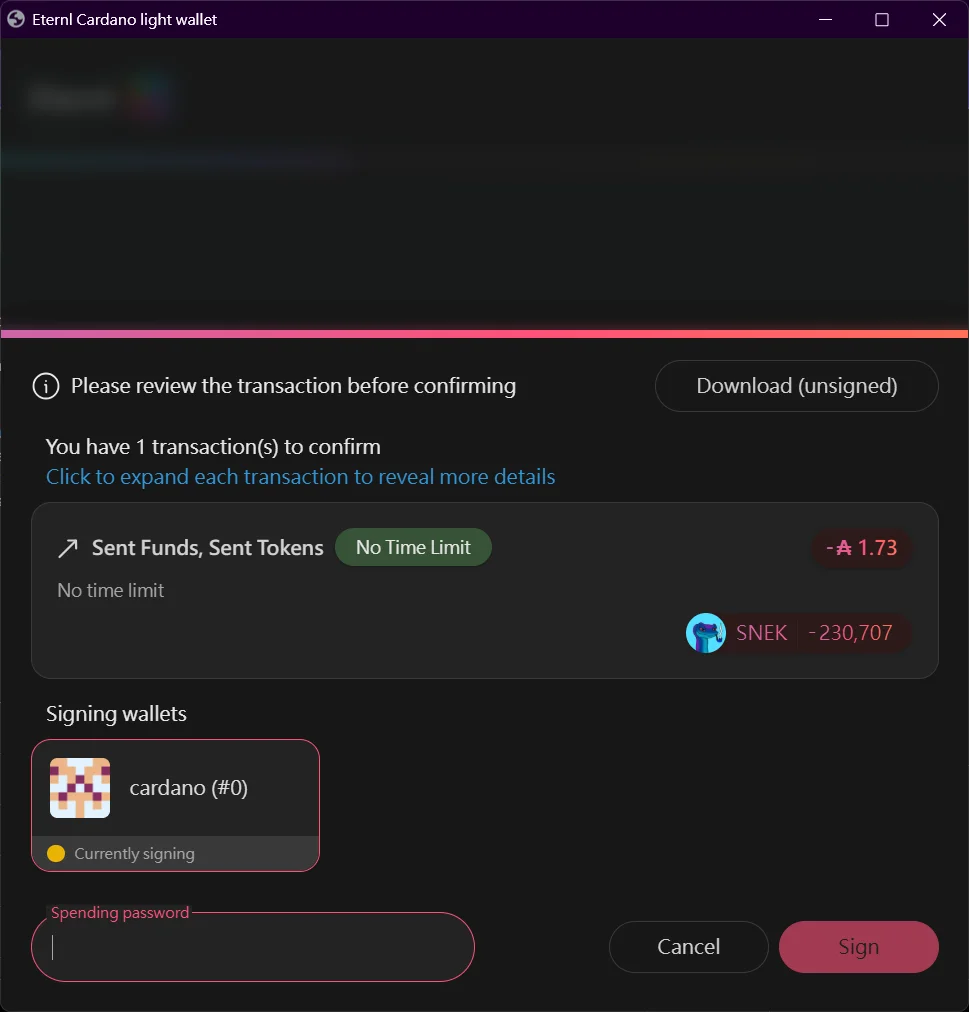 Eternl Cardano light wallet
Please review the transaction before confirming
Download (unsigned)
You have 1 transaction(s) to confirm
Click to expand each transaction to reveal more details
Sent Funds, Sent Tokens
No Time Limit
-₳ 1.73
No time limit
SNEK -230,707
Signing wallets
cardano (#0)
Currently signing
Spending password
Cancel
Sign